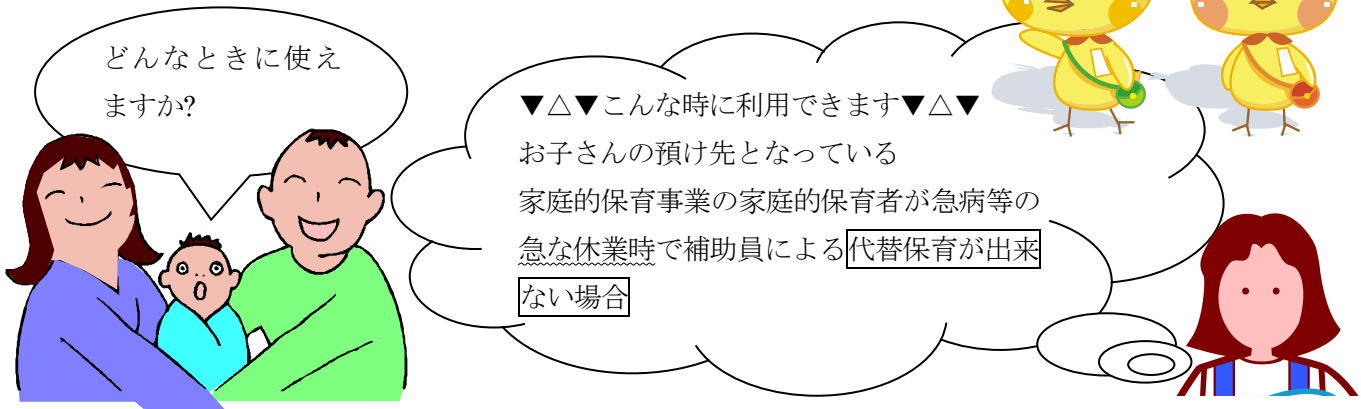 どんなときに使え
ますか?
▼△▼こんな時に利用できます▼△▼
お子さんの預け先となっている
家庭的保育事業の家庭的保育者が急病等の
急な休業時で補助員による代替保育が出来
ない場合